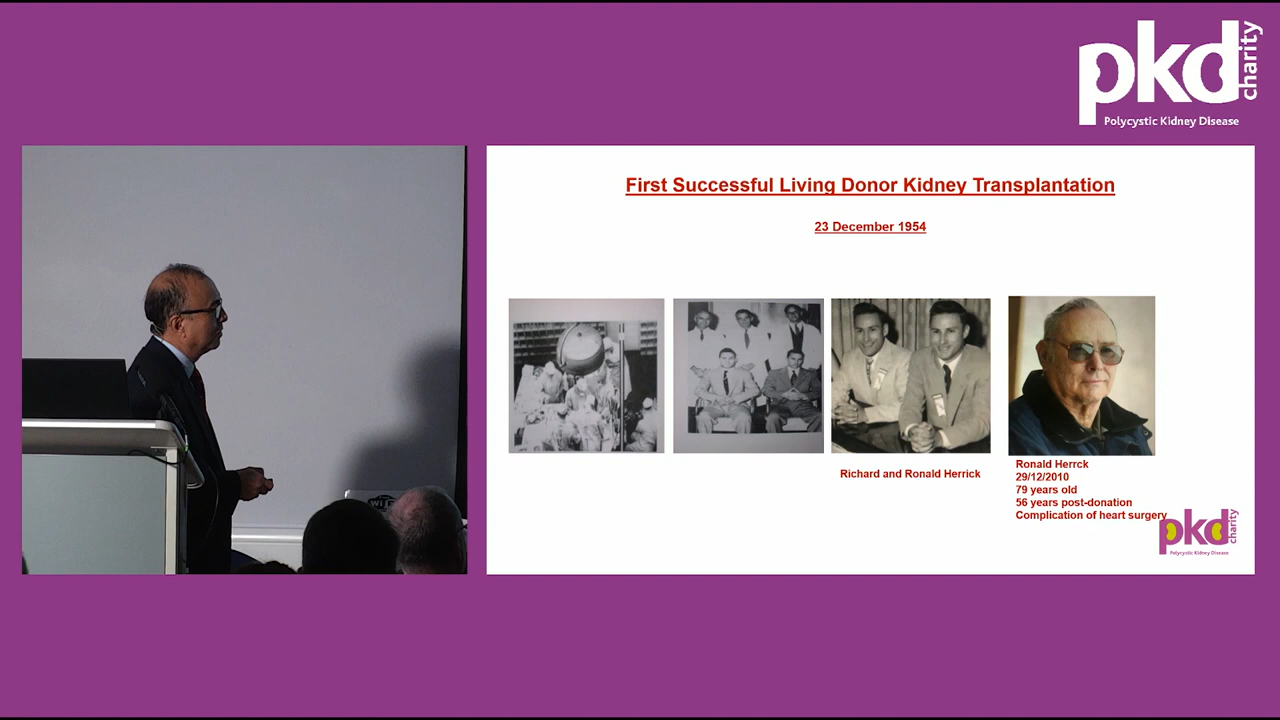 pkd
charity
Polycystic Kidney Disease
First Successful Living Donor Kidney Transplantation
23 December 1954
Richard and Ronald Herrick
Ronald Herrck
29/12/2010
79 years old
56 years post-donation
Complication of heart surgery
pkd
charity
Polycystic Kidney Disease